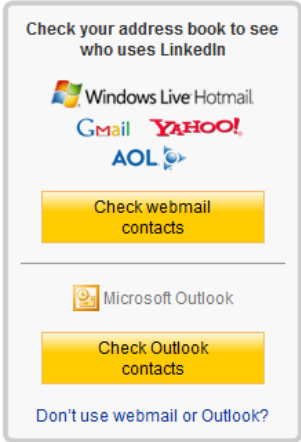 Check your address book to see
who uses LinkedIn
Windows Live Hotmail
Gmail YAHOO!
AOL
Check webmail
contacts
Microsoft Outlook
Check Outlook
contacts
Don't use webmail or Outlook?